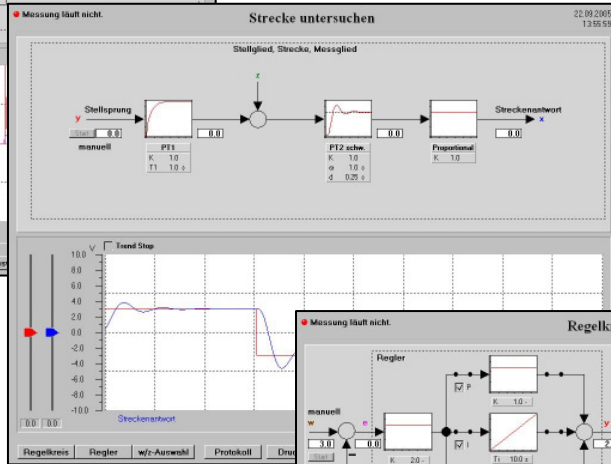 Messung läuft nicht.
Strecke untersuchen
22.09.2005
13:55:59
Stellglied, Strecke, Messglied
z
Stellsprung
y
Start 0.0
manuell
0.0
0.0
0.0
Streckenantwort
x
PT1
K 1.0
T1 1.0 s
PT2 schw.
K 1.0
ω 1.0 s
d 0.25 s
Proportional
K 1.0
V
Trend Stop
10.0
8.0
6.0
4.0
2.0
0.0
-2.0
-4.0
-6.0
-8.0
-10.0
0.0 0.0
Streckenantwort
Regelkreis Regler w/z-Auswahl Protokoll
Messung läuft nicht.
Regler
manuell
w
3.0
Start
e
0.0
K 2.0 -
P
K 1.0 -
I
Ti 10.0 s
y